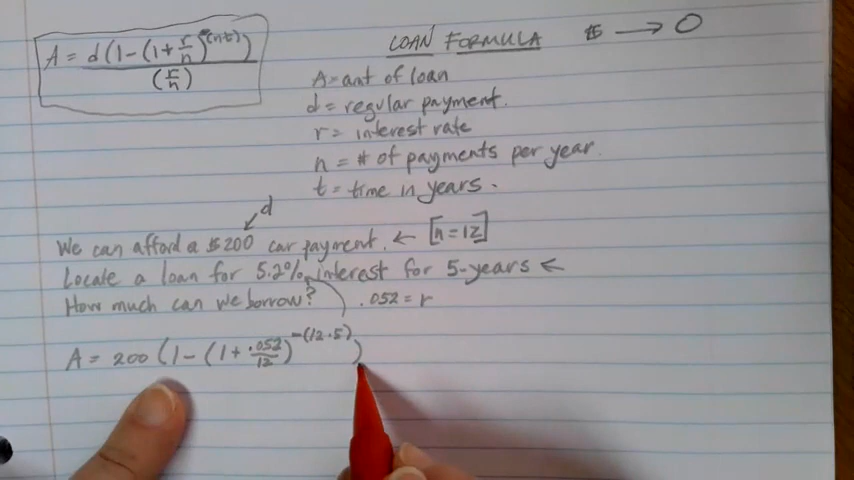 A = d(1-(1+r/n)^-(n·t)) / (r/n)
LOAN FORMULA $ → 0
A = amt of loan
d = regular payment.
r = interest rate
n = # of payments per year.
t = time in years.
d
We can afford a $200 car payment. ← [n=12]
Locate a loan for 5.2% interest for 5-years ←
How much can we borrow? .052 = r
A = 200 (1-(1+.052/12)^-(12·5))